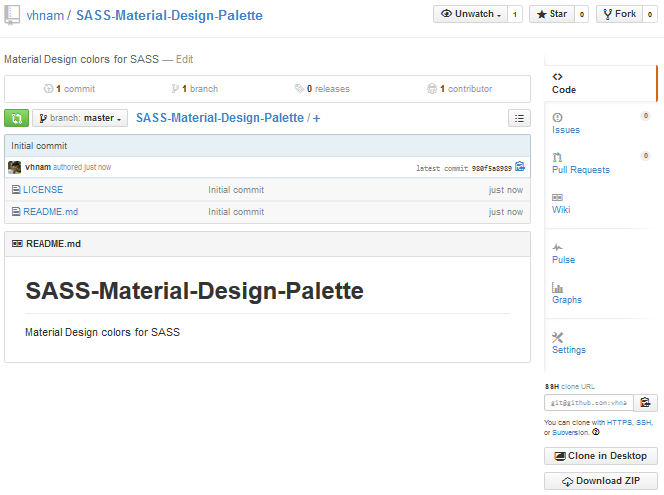 vhnam / SASS-Material-Design-Palette
Unwatch 1 Star 0 Fork 0
Material Design colors for SASS — Edit
1 commit 1 branch 0 releases 1 contributor
branch: master SASS-Material-Design-Palette / +
Initial commit
vhnam authored just now latest commit 980f5a8989
LICENSE Initial commit just now
README.md Initial commit just now
README.md
SASS-Material-Design-Palette
Material Design colors for SASS
Code
Issues 0
Pull Requests 0
Wiki
Pulse
Graphs
Settings
SSH clone URL
git@github.com:vhna
You can clone with HTTPS, SSH,
or Subversion.
Clone in Desktop
Download ZIP